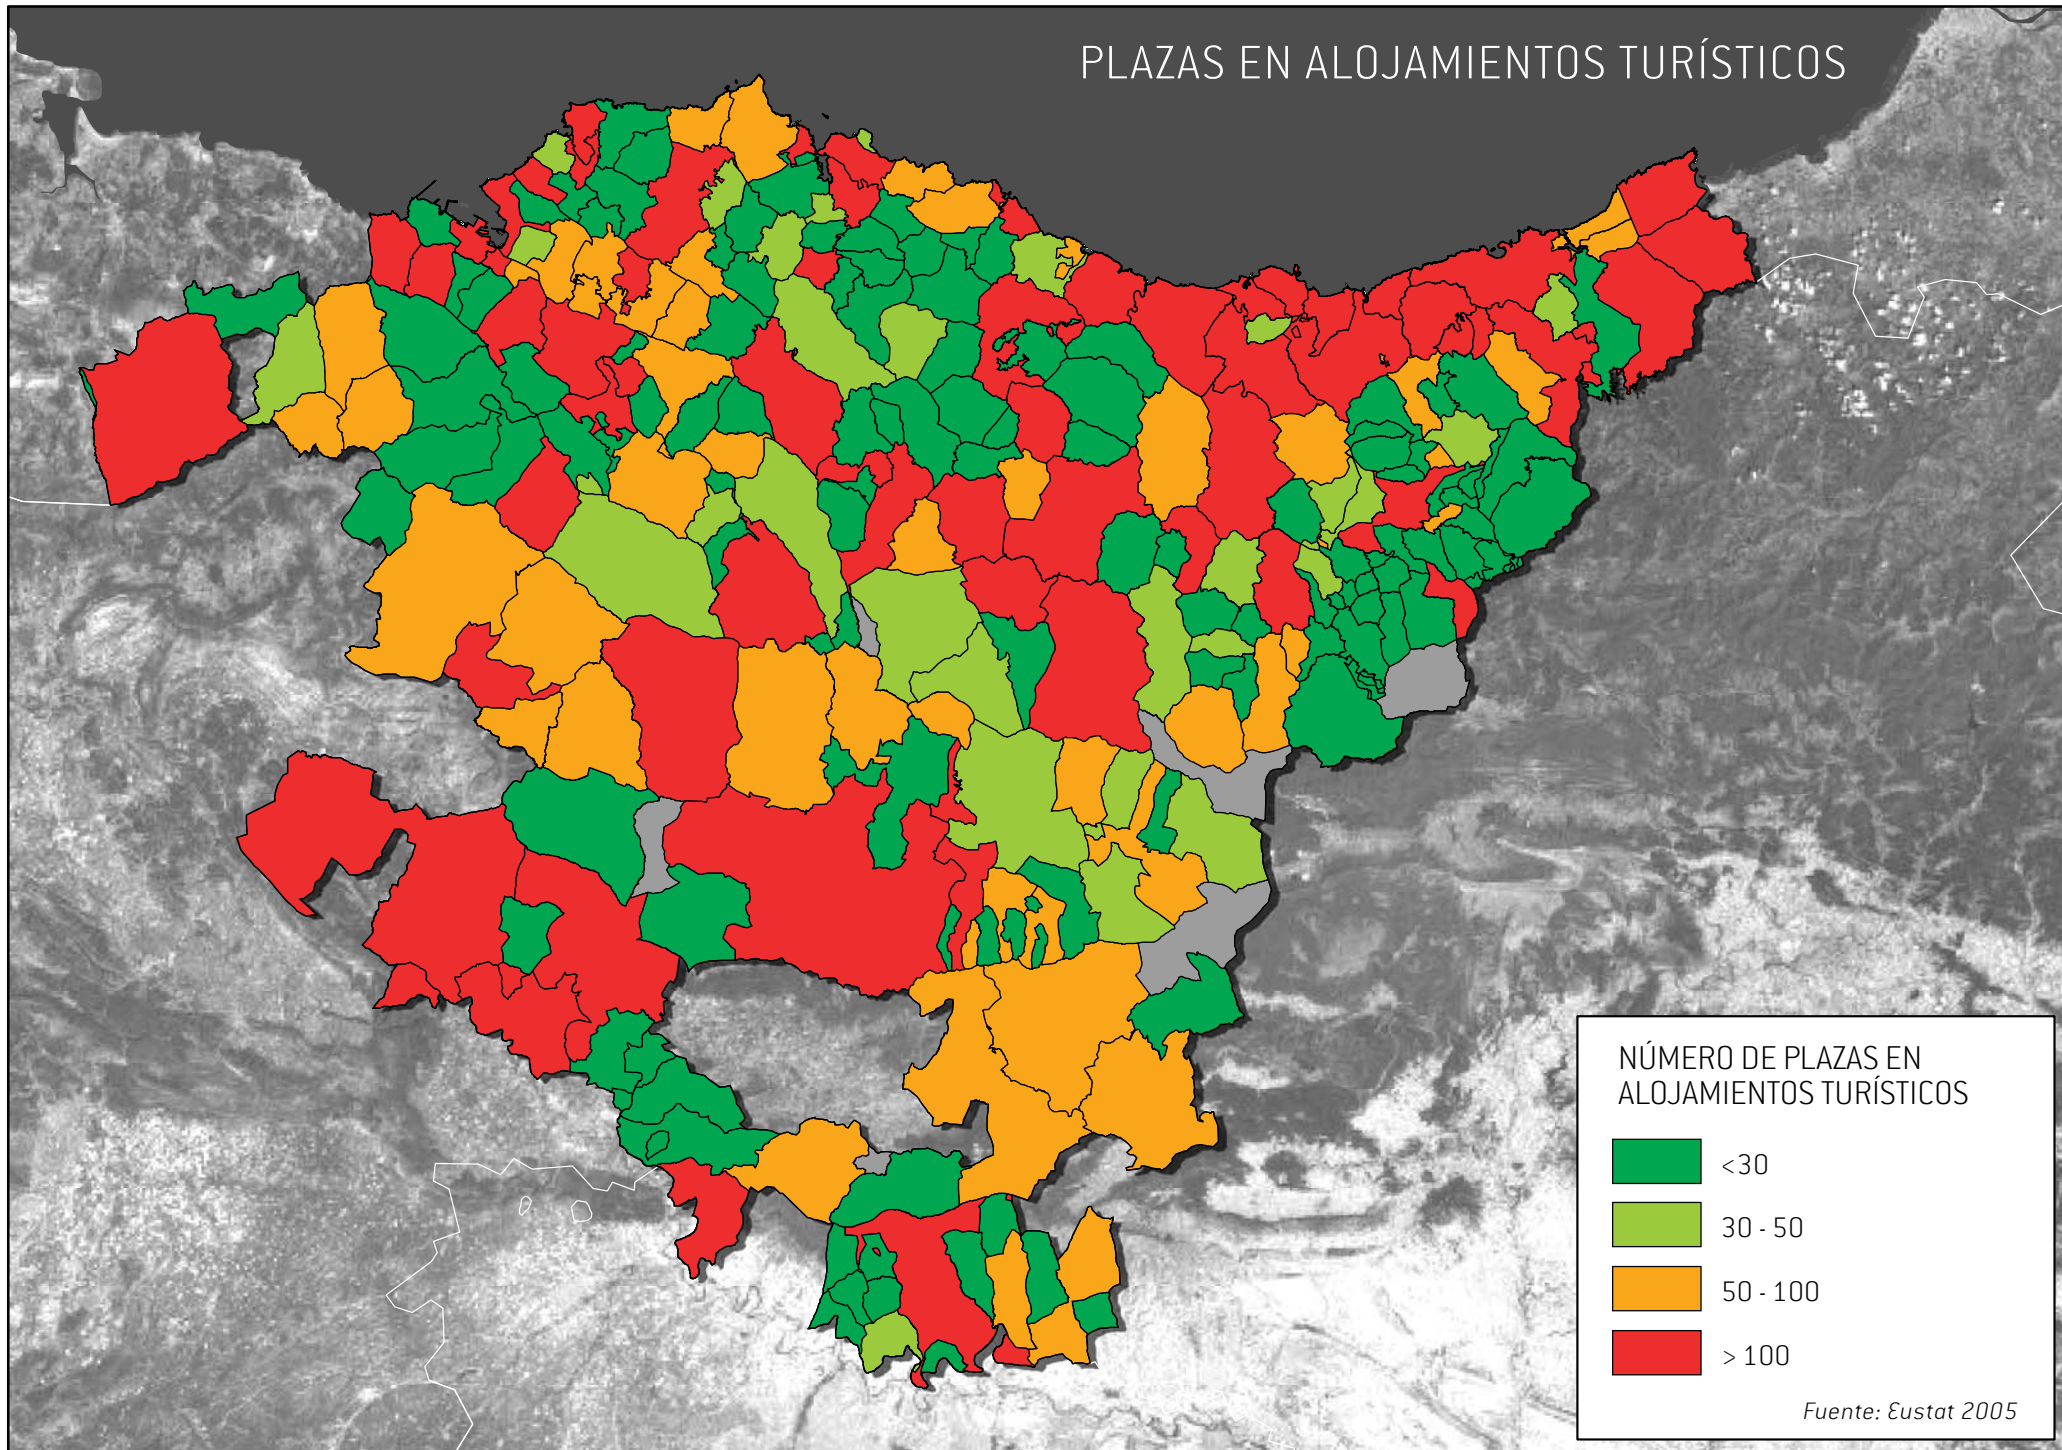 PLAZAS EN ALOJAMIENTOS TURÍSTICOS
NÚMERO DE PLAZAS EN
ALOJAMIENTOS TURÍSTICOS
<30
30 - 50
50 - 100
> 100
Fuente: Eustat 2005